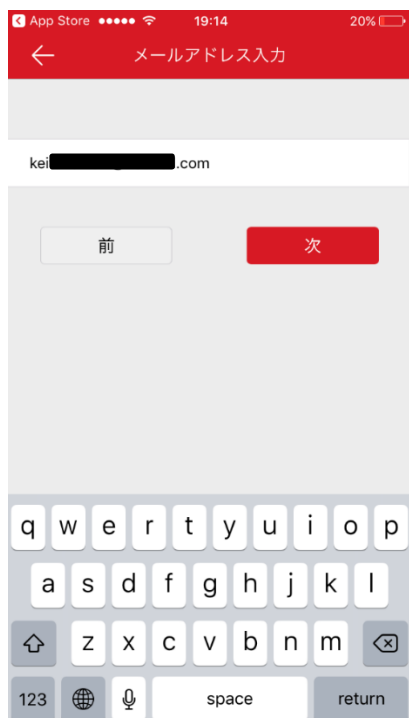 App Store 19:14 20%
メールアドレス入力
kei .com
前 次
q w e r t y u i o p
a s d f g h j k l
z x c v b n m
123 space return